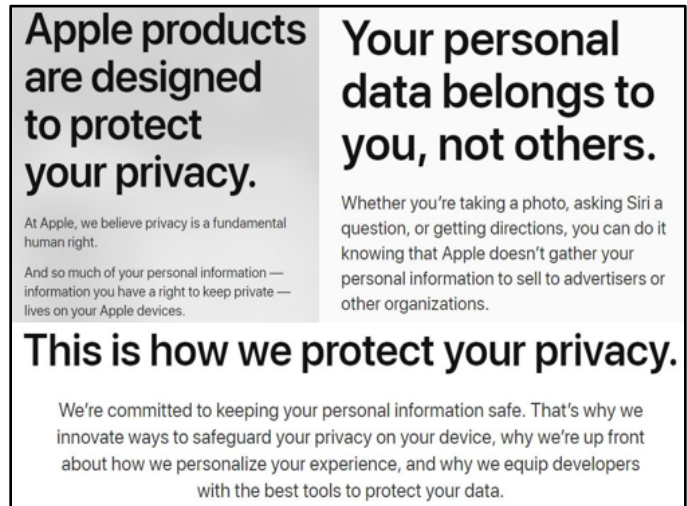 Apple products
are designed
to protect
your privacy.
At Apple, we believe privacy is a fundamental
human right.
And so much of your personal information —
information you have a right to keep private —
lives on your Apple devices.
Your personal
data belongs to
you, not others.
Whether you’re taking a photo, asking Siri a
question, or getting directions, you can do it
knowing that Apple doesn’t gather your
personal information to sell to advertisers or
other organizations.
This is how we protect your privacy.
We’re committed to keeping your personal information safe. That’s why we
innovate ways to safeguard your privacy on your device, why we’re up front
about how we personalize your experience, and why we equip developers
with the best tools to protect your data.